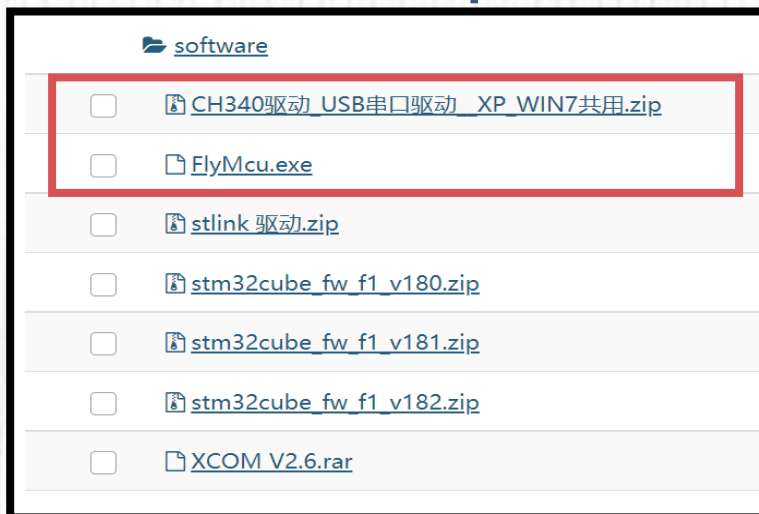 software
CH340驱动_USB串口驱动__XP_WIN7共用.zip
FlyMcu.exe
stlink 驱动.zip
stm32cube_fw_f1_v180.zip
stm32cube_fw_f1_v181.zip
stm32cube_fw_f1_v182.zip
XCOM V2.6.rar